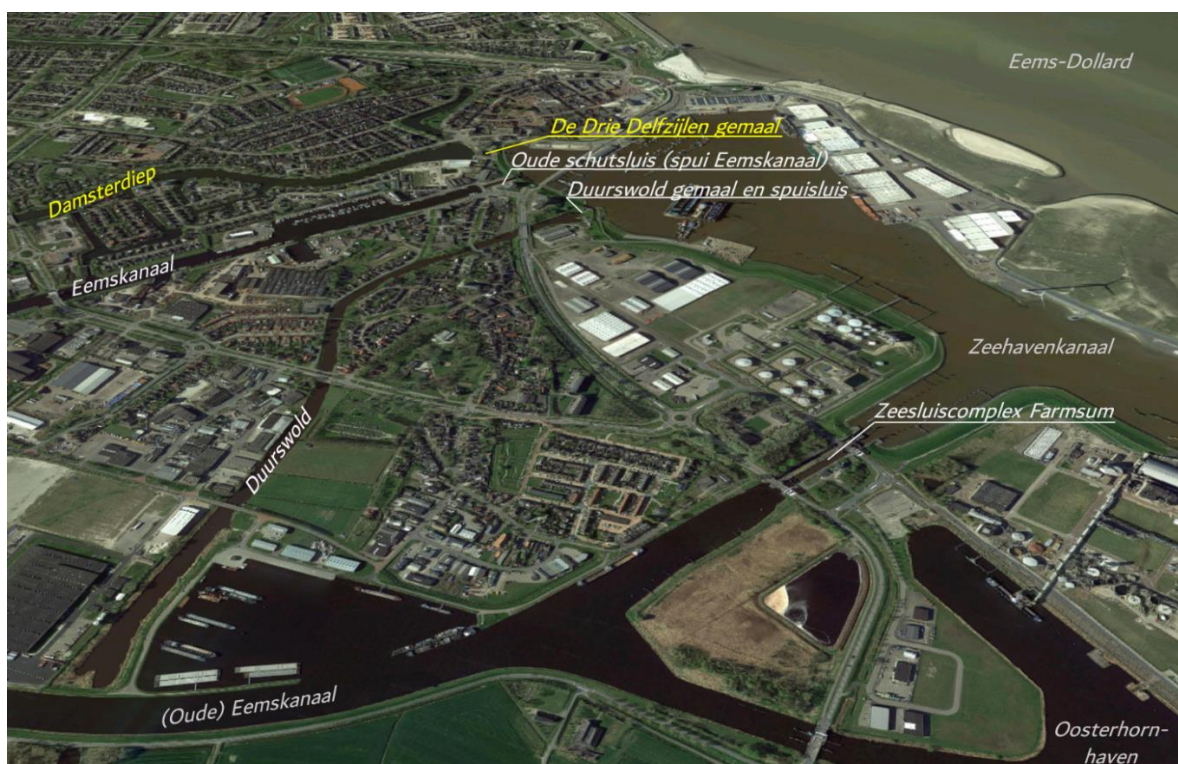 Eems-Dollard
De Drie Delfzijlen gemaal
Oude schutsluis (spui Eemskanaal)
Duurswold gemaal en spuisluis
Damsterdiep
Eemskanaal
Zeehavenkanaal
Zeesluiscomplex Farmsum
Duurswold
(Oude) Eemskanaal
Oosterhorn-
haven